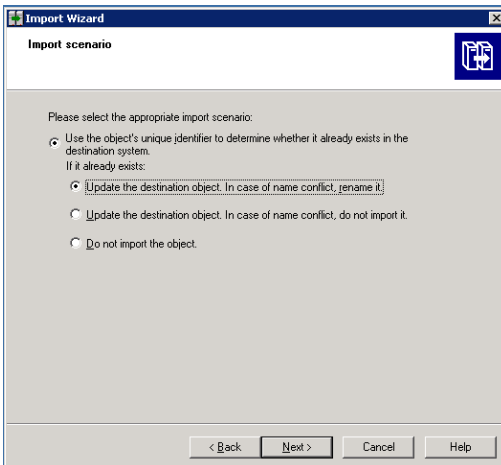 Import Wizard
Import scenario
Please select the appropriate import scenario:
Use the object's unique identifier to determine whether it already exists in the
destination system.
If it already exists:
Update the destination object. In case of name conflict, rename it.
Update the destination object. In case of name conflict, do not import it.
Do not import the object.
< Back Next > Cancel Help